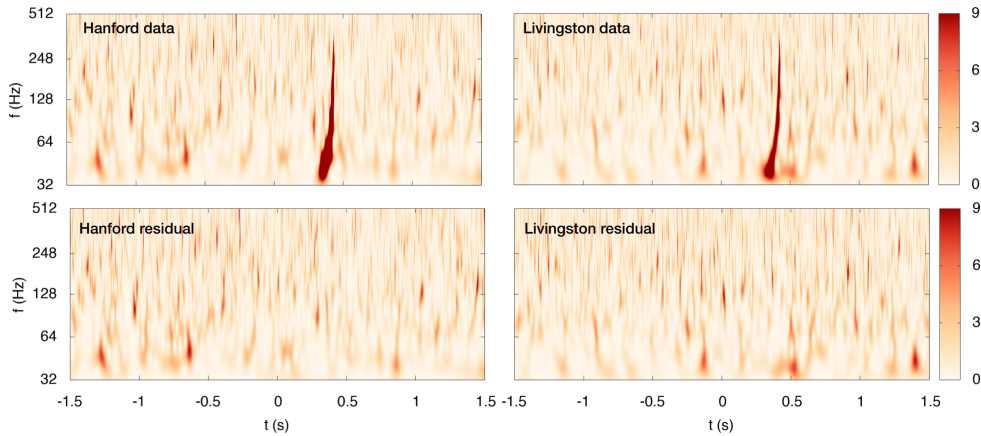 Hanford data
Livingston data
f (Hz)
512
248
128
64
32
9
6
3
0
Hanford residual
Livingston residual
f (Hz)
512
248
128
64
32
9
6
3
0
-1.5 -1 -0.5 0 0.5 1 1.5
-1.5 -1 -0.5 0 0.5 1 1.5
t (s)
t (s)